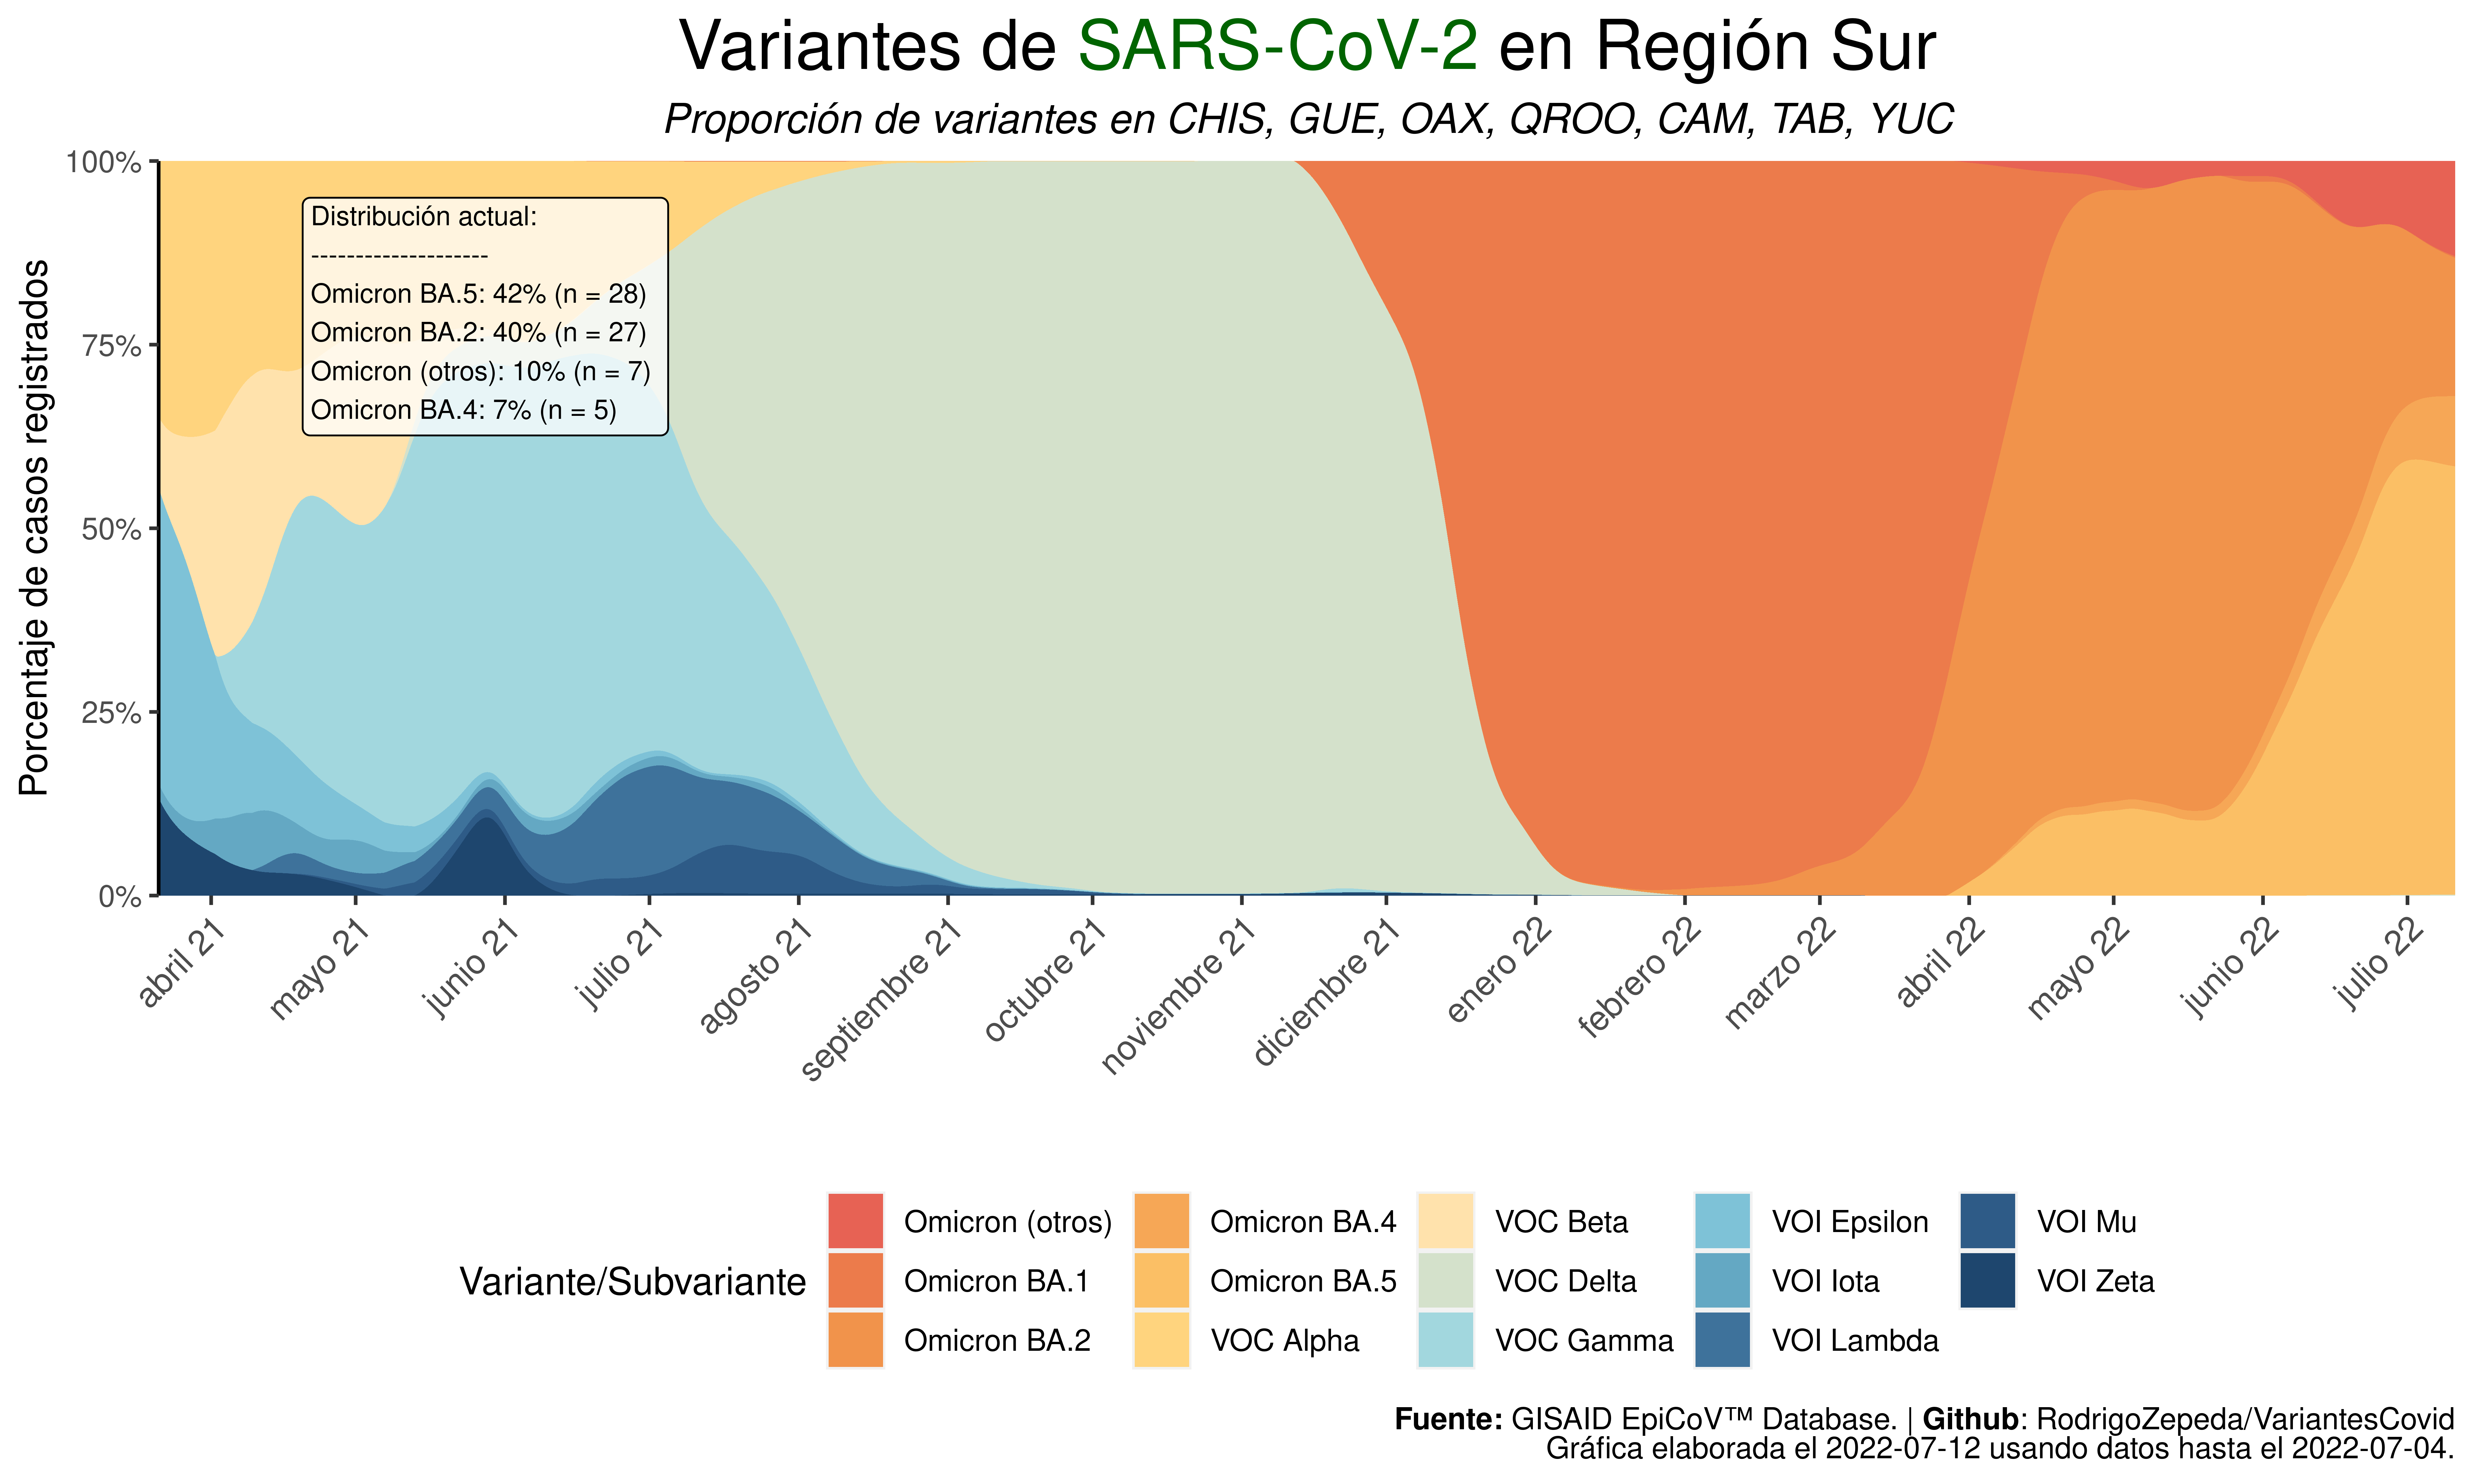 Variantes de SARS-CoV-2 en Región Sur
Proporción de variantes en CHIS, GUE, OAX, QROO, CAM, TAB, YUC
Porcentaje de casos registrados
100%
75%
50%
25%
0%
Distribución actual:
--------------------
Omicron BA.5: 42% (n = 28)
Omicron BA.2: 40% (n = 27)
Omicron (otros): 10% (n = 7)
Omicron BA.4: 7% (n = 5)
abril 21
mayo 21
junio 21
julio 21
agosto 21
septiembre 21
octubre 21
noviembre 21
diciembre 21
enero 22
febrero 22
marzo 22
abril 22
mayo 22
junio 22
julio 22
Variante/Subvariante
Omicron (otros)
Omicron BA.1
Omicron BA.2
Omicron BA.4
Omicron BA.5
VOC Alpha
VOC Beta
VOC Delta
VOC Gamma
VOI Epsilon
VOI Iota
VOI Lambda
VOI Mu
VOI Zeta
Fuente: GISAID EpiCoV™ Database. | Github: RodrigoZepeda/VariantesCovid
Gráfica elaborada el 2022-07-12 usando datos hasta el 2022-07-04.